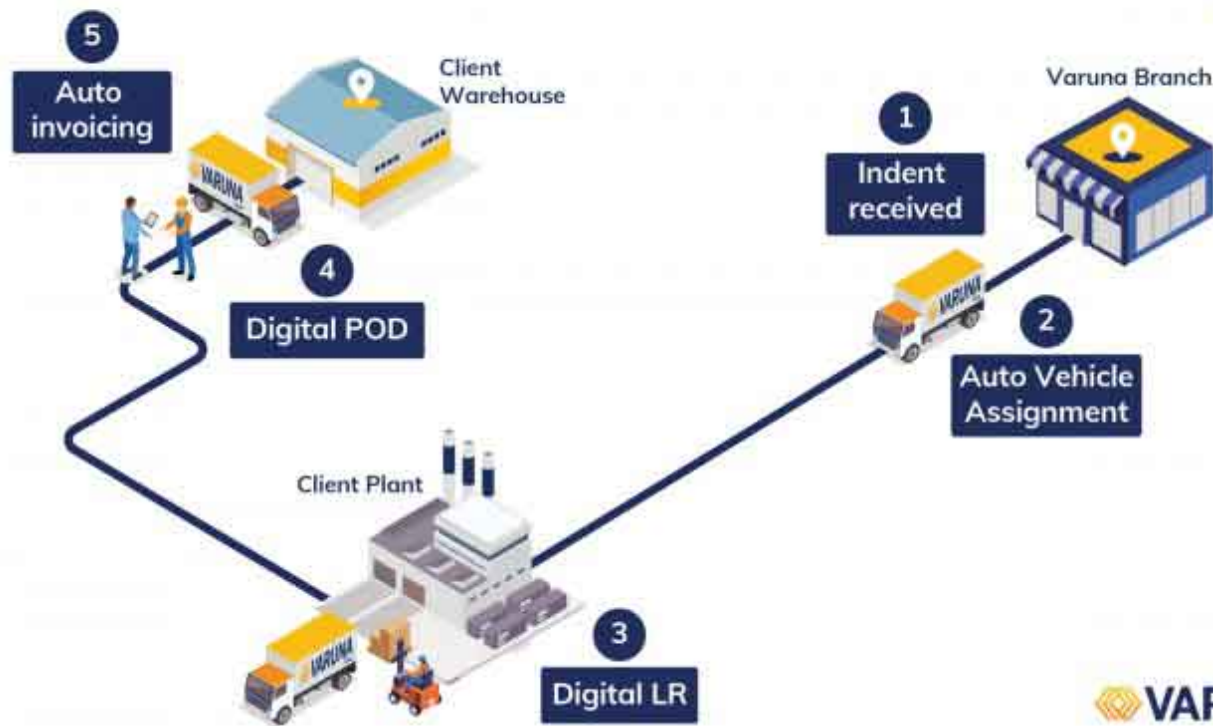 5
Auto
invoicing
Client
Warehouse
Varuna Branch
1
Indent
received
VARUNA
4
Digital POD
VARUNA
2
Auto Vehicle
Assignment
Client Plant
VARUNA
3
Digital LR
VAR